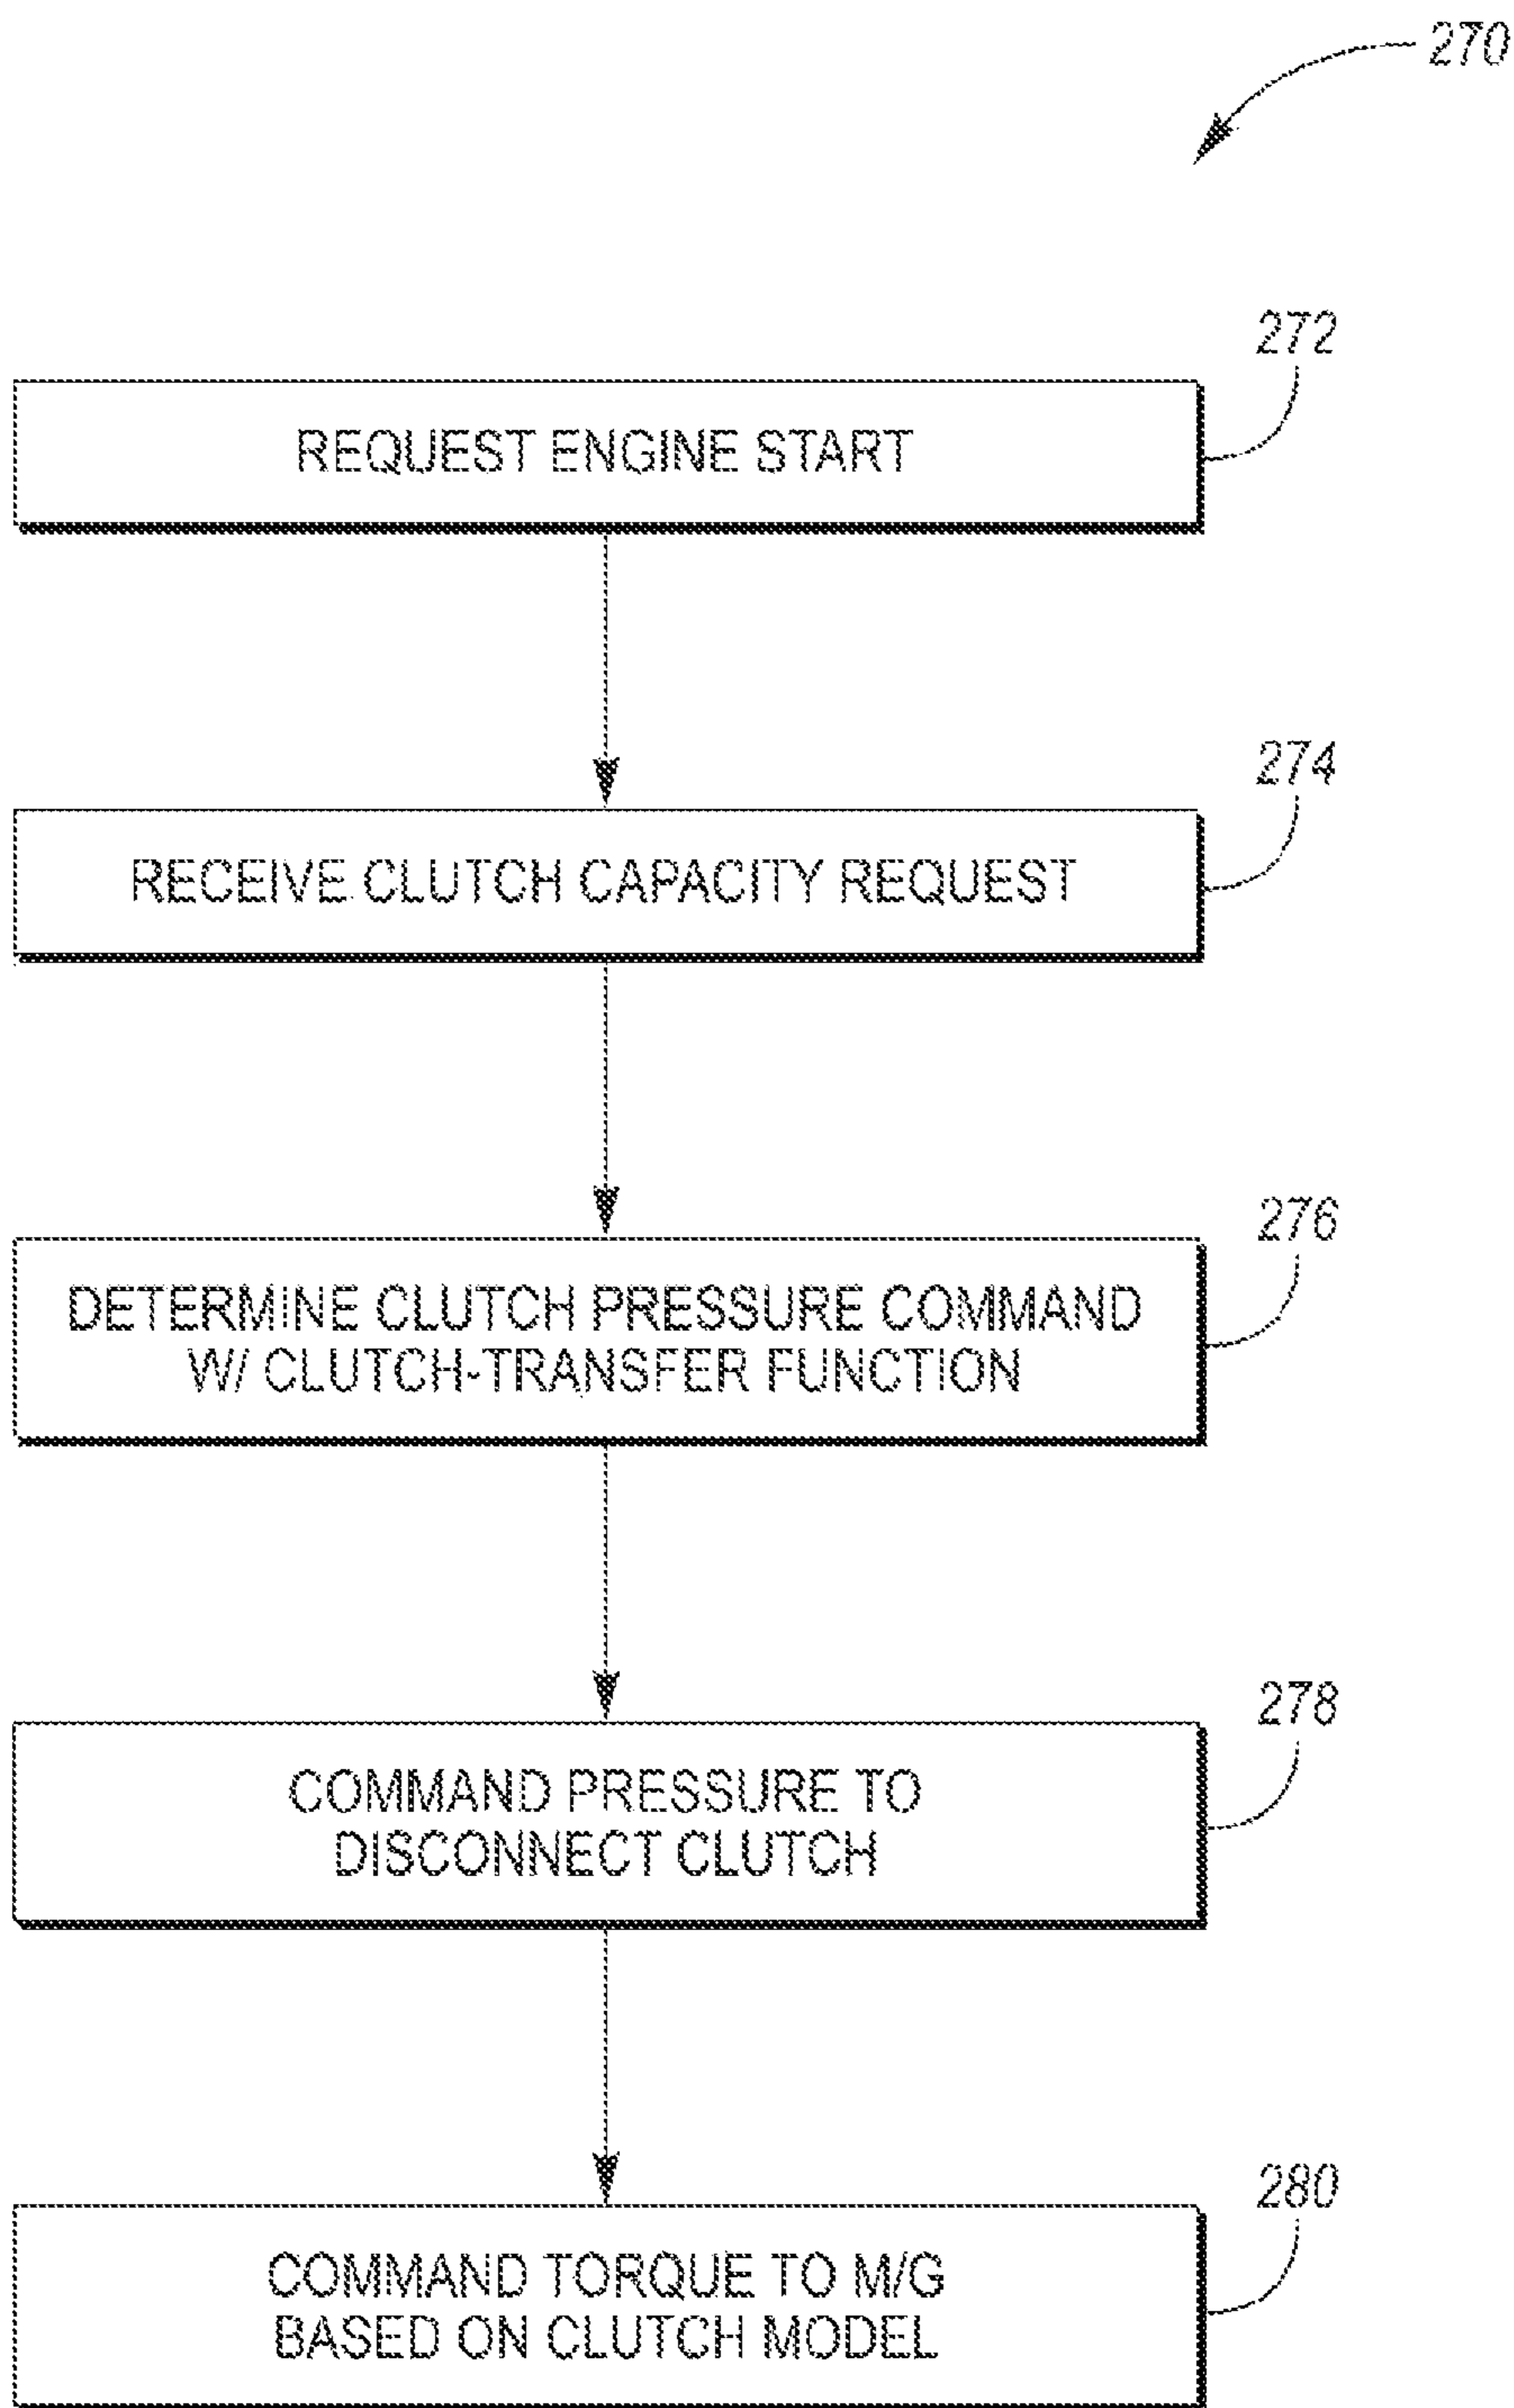 270
272
REQUEST ENGINE START
274
RECEIVE CLUTCH CAPACITY REQUEST
276
DETERMINE CLUTCH PRESSURE COMMAND
W/ CLUTCH-TRANSFER FUNCTION
278
COMMAND PRESSURE TO
DISCONNECT CLUTCH
280
COMMAND TORQUE TO M/G
BASED ON CLUTCH MODEL